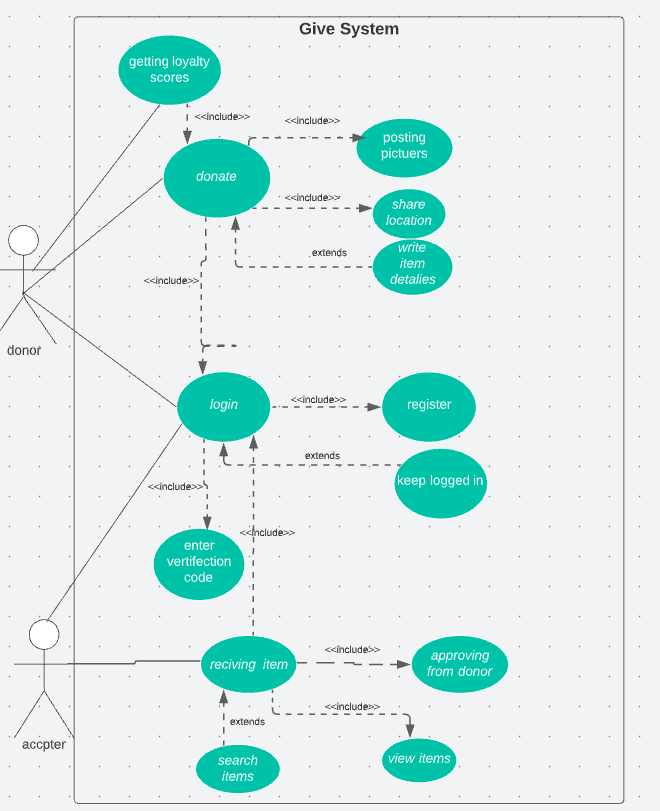 Give System
getting loyalty
scores
<<include>>
<<include>>
posting
pictuers
donate
<<include>>
share
location
extends
write
item
detalies
<<include>>
donor
login
<<include>>
register
extends
keep logged in
<<include>>
<<include>>
enter
vertifection
code
reciving item
<<include>>
approving
from donor
accpter
extends
<<include>>
search
items
view items